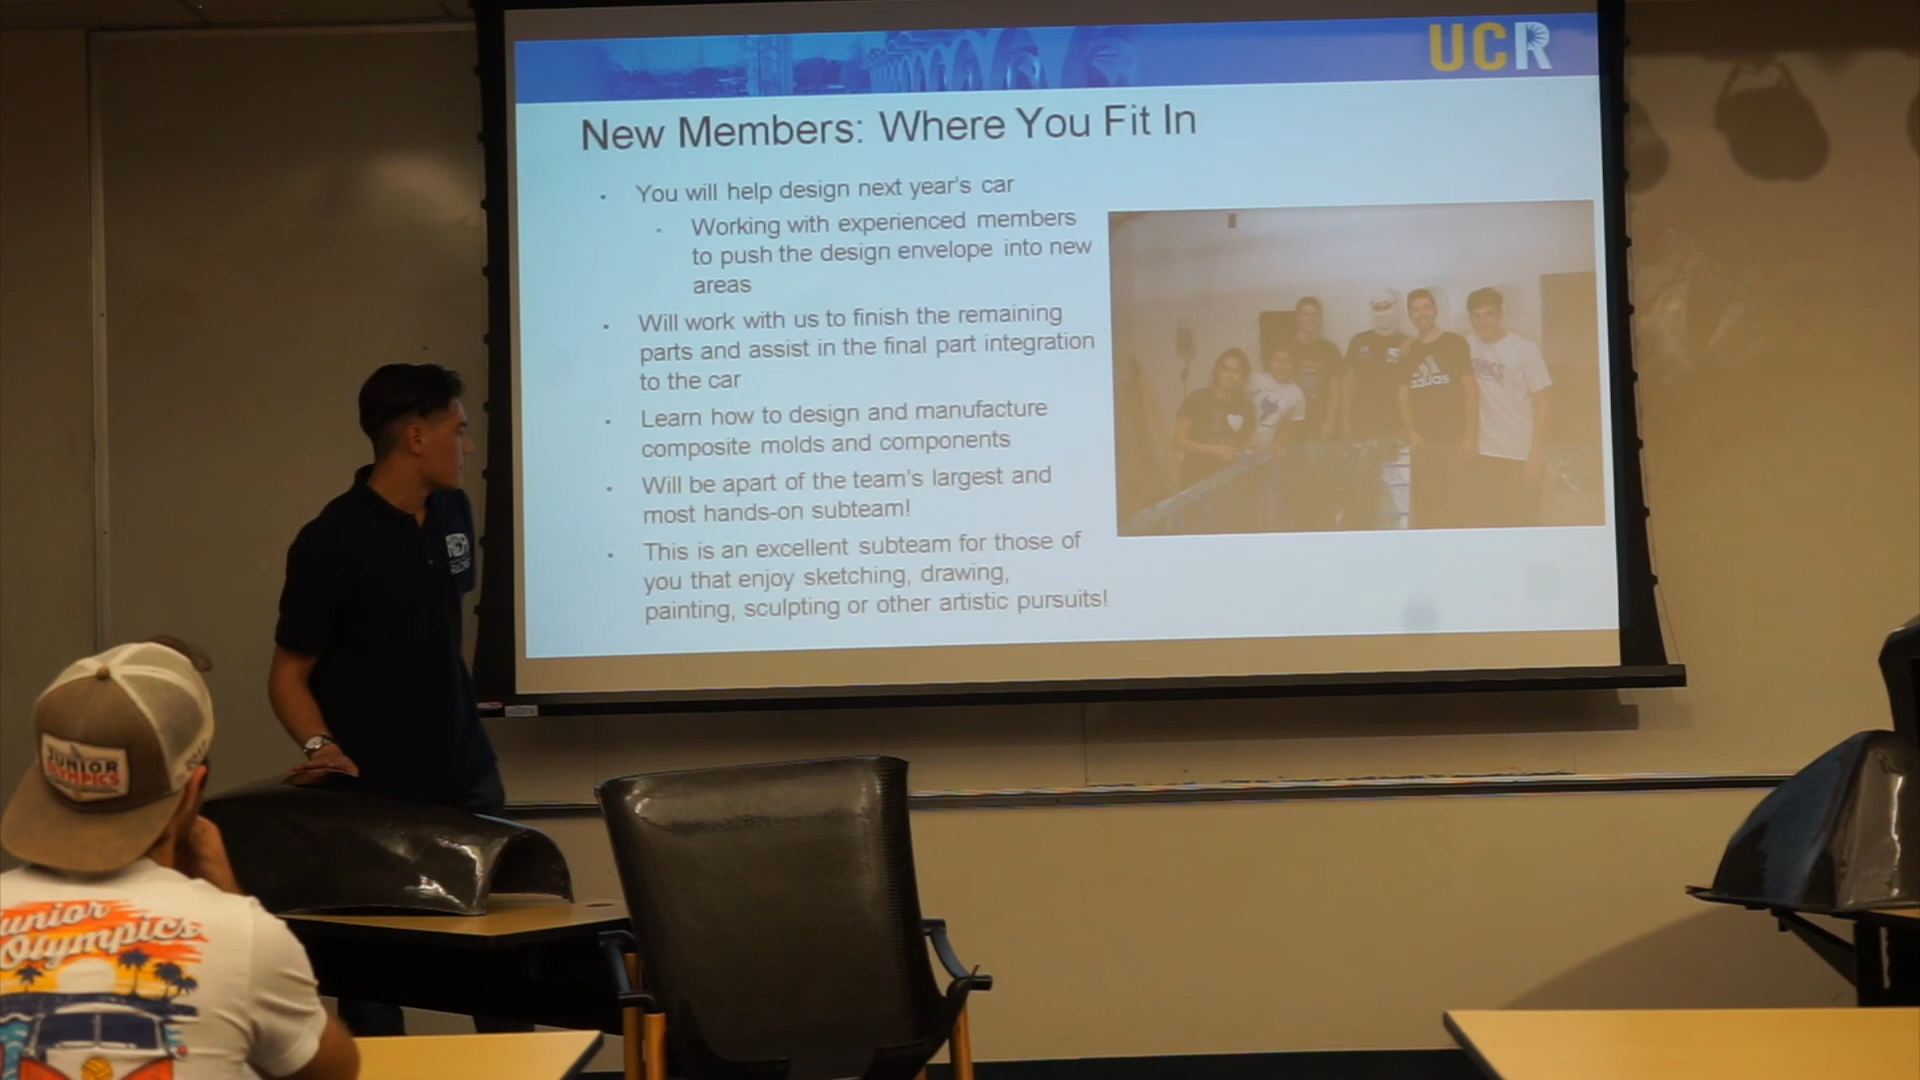 UCR
New Members: Where You Fit In
You will help design next year's car
Working with experienced members
to push the design envelope into new
areas
Will work with us to finish the remaining
parts and assist in the final part integration
to the car
Learn how to design and manufacture
composite molds and components
Will be apart of the team's largest and
most hands-on subteam!
This is an excellent subteam for those of
you that enjoy sketching, drawing,
painting, sculpting or other artistic pursuits!
adidas
JUNIOR
OLYMPICS
Junior
Olympics